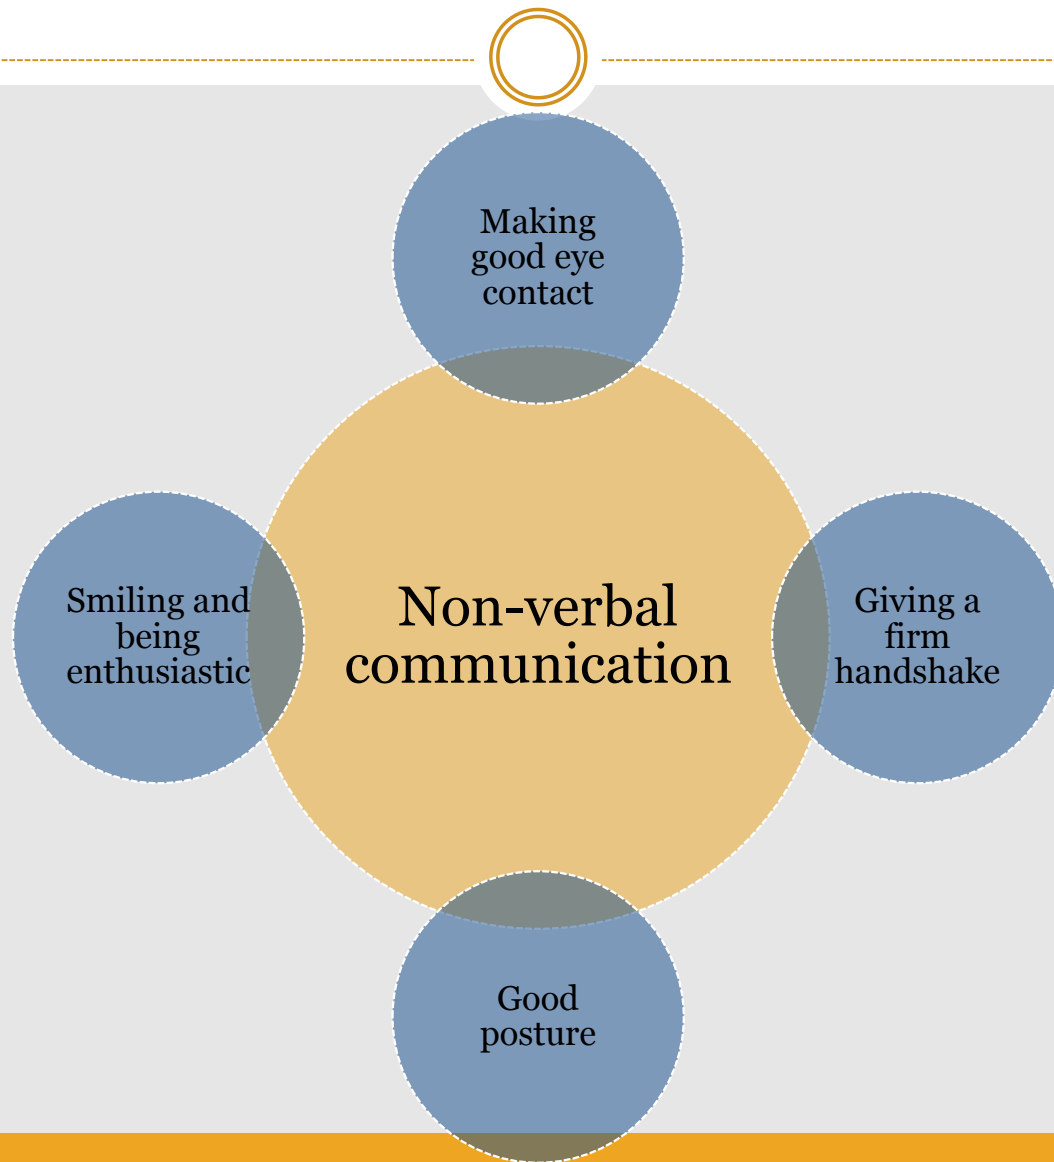 Making
good eye
contact
Smiling and
being
enthusiastic
Non-verbal
communication
Giving a
firm
handshake
Good
posture